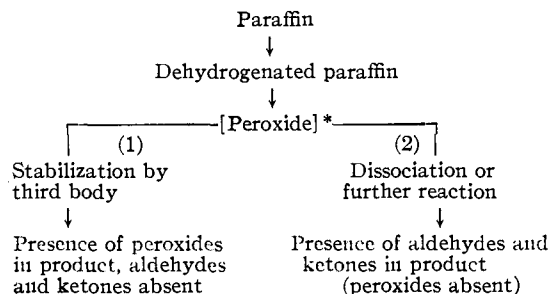 Paraffin
Dehydrogenated paraffin
[Peroxide]*
(1)
(2)
Stabilization by
third body
Dissociation or
further reaction
Presence of peroxides
in product, aldehydes
and ketones absent
Presence of aldehydes and
ketones in product
(peroxides absent)